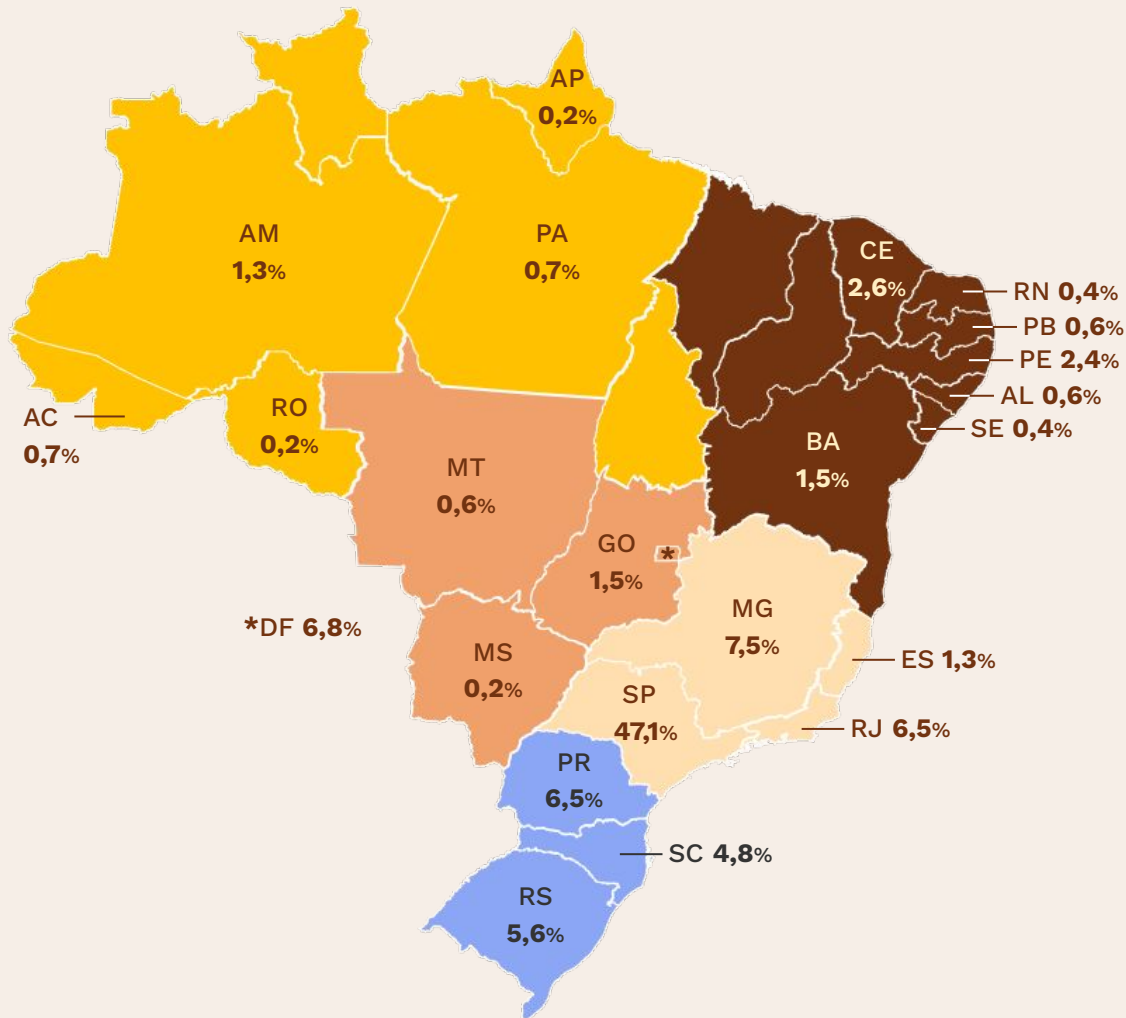 AP
0,2%
AM
1,3%
PA
0,7%
CE
2,6%
RN 0,4%
PB 0,6%
PE 2,4%
AL 0,6%
SE 0,4%
AC
0,7%
RO
0,2%
BA
1,5%
MT
0,6%
GO
1,5%
*
*DF 6,8%
MG
7,5%
MS
0,2%
ES 1,3%
SP
47,1%
RJ 6,5%
PR
6,5%
SC 4,8%
RS
5,6%